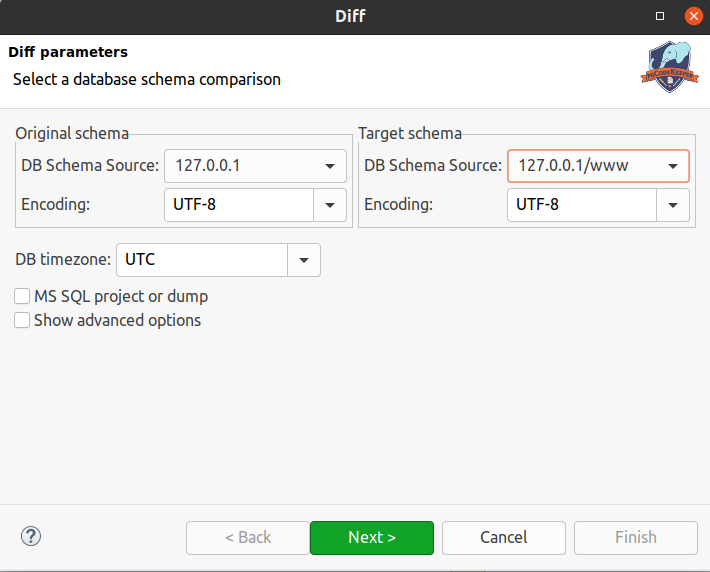 Diff
Diff parameters
Select a database schema comparison
PGCODEKEEPER
Original schema
DB Schema Source: 127.0.0.1
Encoding: UTF-8
Target schema
DB Schema Source: 127.0.0.1/www
Encoding: UTF-8
DB timezone: UTC
MS SQL project or dump
Show advanced options
? < Back Next > Cancel Finish